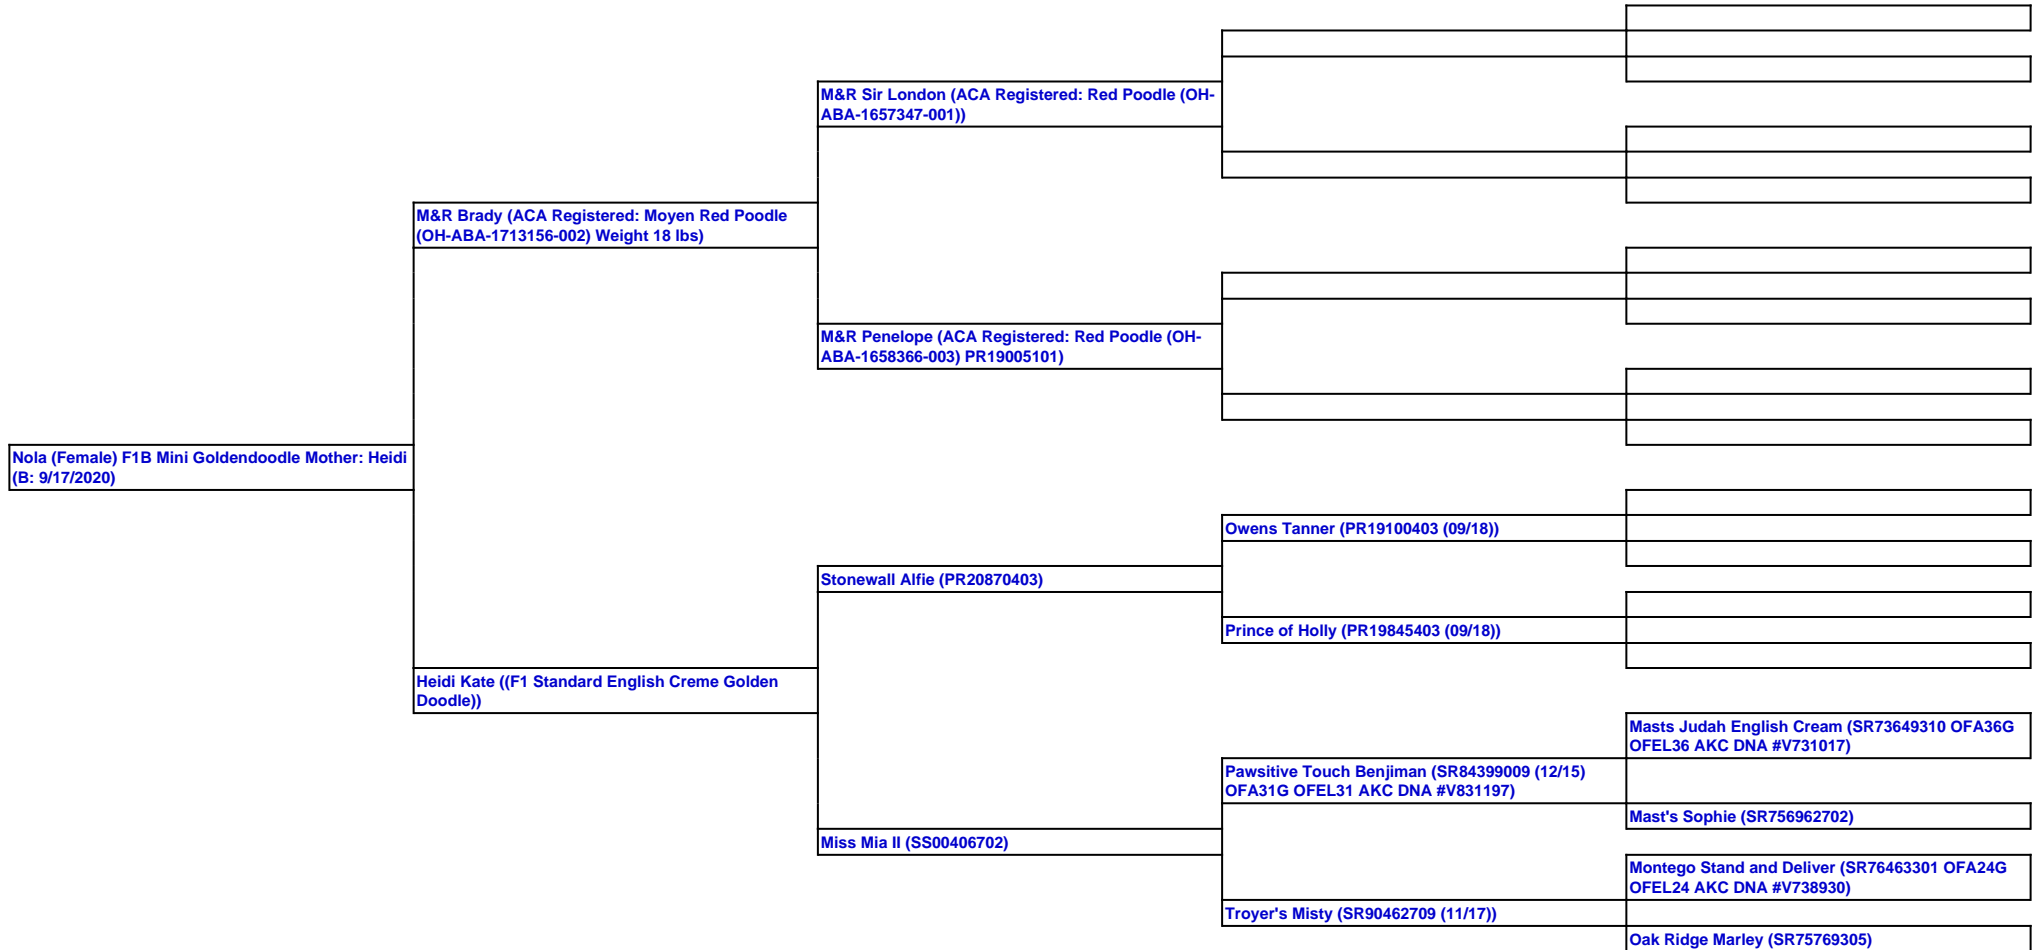 M&R Sir London (ACA Registered: Red Poodle (OH-
ABA-1657347-001))
M&R Brady (ACA Registered: Moyen Red Poodle
(OH-ABA-1713156-002) Weight 18 lbs)
M&R Penelope (ACA Registered: Red Poodle (OH-
ABA-1658366-003) PR19005101)
Nola (Female) F1B Mini Goldendoodle Mother: Heidi
(B: 9/17/2020)
Owens Tanner (PR19100403 (09/18))
Stonewall Alfie (PR20870403)
Prince of Holly (PR19845403 (09/18))
Heidi Kate ((F1 Standard English Creme Golden
Doodle))
Masts Judah English Cream (SR73649310 OFA36G
OFEL36 AKC DNA #V731017)
Pawsitive Touch Benjiman (SR84399009 (12/15)
OFA31G OFEL31 AKC DNA #V831197)
Mast's Sophie (SR756962702)
Miss Mia II (SS00406702)
Montego Stand and Deliver (SR76463301 OFA24G
OFEL24 AKC DNA #V738930)
Troyer's Misty (SR90462709 (11/17))
Oak Ridge Marley (SR75769305)